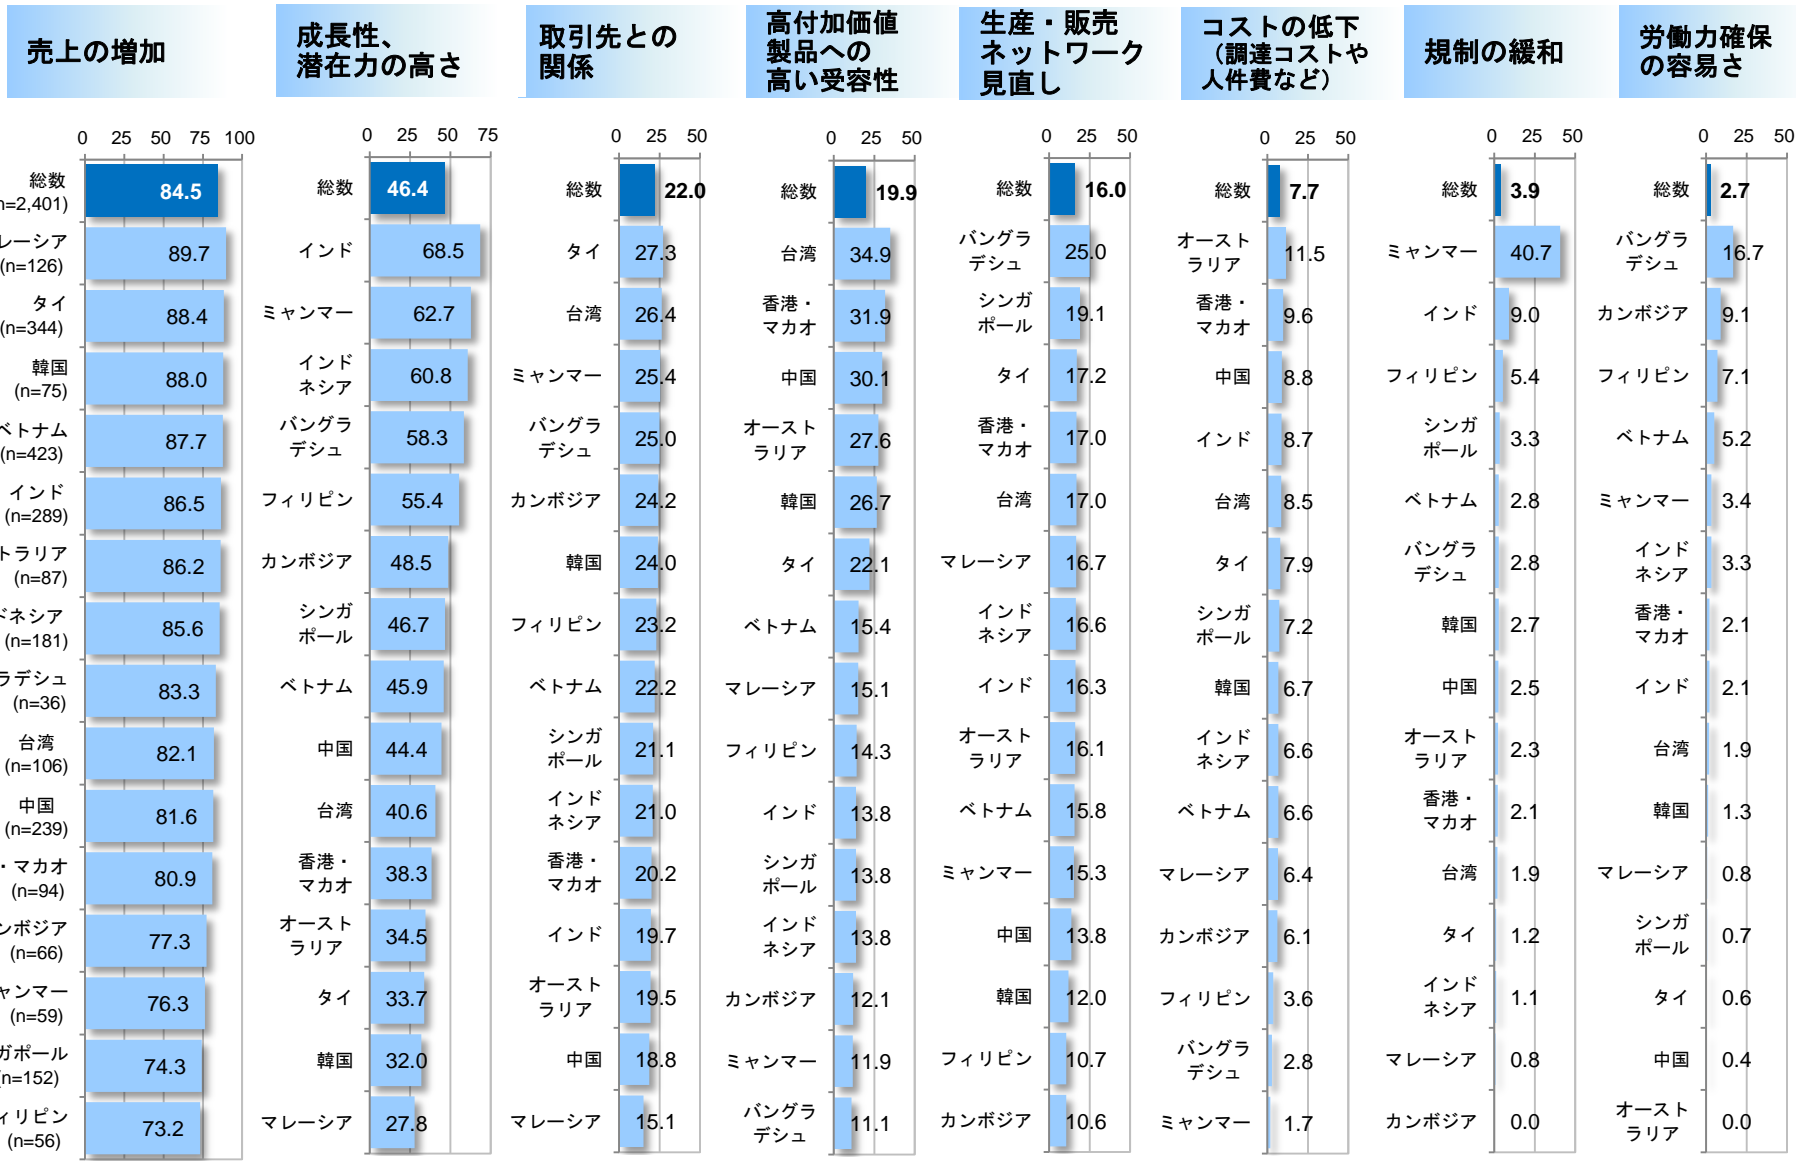 売上の増加
0 25 50 75 100
総数 84.5
n=2,401)
レーシア 89.7
(n=126)
タイ 88.4
(n=344)
韓国 88.0
(n=75)
ベトナム 87.7
(n=423)
インド 86.5
(n=289)
トラリア 86.2
(n=87)
ドネシア 85.6
(n=181)
ラデシュ 83.3
(n=36)
台湾 82.1
(n=106)
中国 81.6
(n=239)
・マカオ 80.9
(n=94)
ンボジア 77.3
(n=66)
ャンマー 76.3
(n=59)
ガポール 74.3
n=152)
ィリピン 73.2
(n=56)
成長性、
潜在力の高さ
0 25 50 75
総数 46.4
インド 68.5
ミャンマー 62.7
インド
ネシア 60.8
バングラ
デシュ 58.3
フィリピン 55.4
カンボジア 48.5
シンガ
ポール 46.7
ベトナム 45.9
中国 44.4
台湾 40.6
香港・
マカオ 38.3
オースト
ラリア 34.5
タイ 33.7
韓国 32.0
マレーシア 27.8
取引先との
関係
0 25 50
総数 22.0
タイ 27.3
台湾 26.4
ミャンマー 25.4
バングラ
デシュ 25.0
カンボジア 24.2
韓国 24.0
フィリピン 23.2
ベトナム 22.2
シンガ
ポール 21.1
インド
ネシア 21.0
香港・
マカオ 20.2
インド 19.7
オースト
ラリア 19.5
中国 18.8
マレーシア 15.1
高付加価値
製品への
高い受容性
0 25 50
総数 19.9
台湾 34.9
香港・
マカオ 31.9
中国 30.1
オースト
ラリア 27.6
韓国 26.7
タイ 22.1
ベトナム 15.4
マレーシア 15.1
フィリピン 14.3
インド 13.8
シンガ
ポール 13.8
インド
ネシア 13.8
カンボジア 12.1
ミャンマー 11.9
バングラ
デシュ 11.1
生産・販売
ネットワーク
見直し
0 25 50
総数 16.0
バングラ
デシュ 25.0
シンガ
ポール 19.1
タイ 17.2
香港・
マカオ 17.0
台湾 17.0
マレーシア 16.7
インド
ネシア 16.6
インド 16.3
オースト
ラリア 16.1
ベトナム 15.8
ミャンマー 15.3
中国 13.8
韓国 12.0
フィリピン 10.7
カンボジア 10.6
コストの低下
（調達コストや
人件費など）
0 25 50
総数 7.7
オースト
ラリア 11.5
香港・
マカオ 9.6
中国 8.8
インド 8.7
台湾 8.5
タイ 7.9
シンガ
ポール 7.2
韓国 6.7
インド
ネシア 6.6
ベトナム 6.6
マレーシア 6.4
カンボジア 6.1
フィリピン 3.6
バングラ
デシュ 2.8
ミャンマー 1.7
規制の緩和
0 25 50
総数 3.9
ミャンマー 40.7
インド 9.0
フィリピン 5.4
シンガ
ポール 3.3
ベトナム 2.8
バングラ
デシュ 2.8
韓国 2.7
中国 2.5
オースト
ラリア 2.3
香港・
マカオ 2.1
台湾 1.9
タイ 1.2
インド
ネシア 1.1
マレーシア 0.8
カンボジア 0.0
労働力確保
の容易さ
0 25 50
総数 2.7
バングラ
デシュ 16.7
カンボジア 9.1
フィリピン 7.1
ベトナム 5.2
ミャンマー 3.4
インド
ネシア 3.3
香港・
マカオ 2.1
インド 2.1
台湾 1.9
韓国 1.3
マレーシア 0.8
シンガ
ポール 0.7
タイ 0.6
中国 0.4
オースト
ラリア 0.0